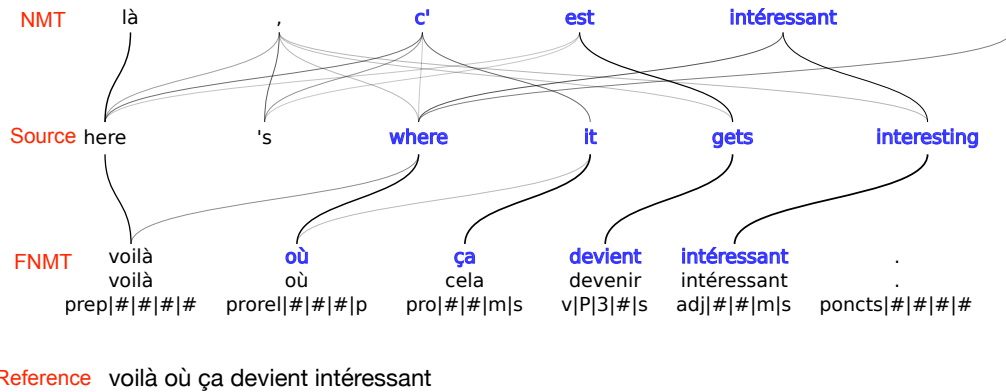 NMT là , c' est intéressant
Source here 's where it gets interesting
FNMT voilà où ça devient intéressant .
voilà où cela devenir intéressant .
prep|#|#|#|# prorel|#|#|#|p pro|#|#|m|s v|P|3|#|s adj|#|#|m|s poncts|#|#|#|#
Reference voilà où ça devient intéressant